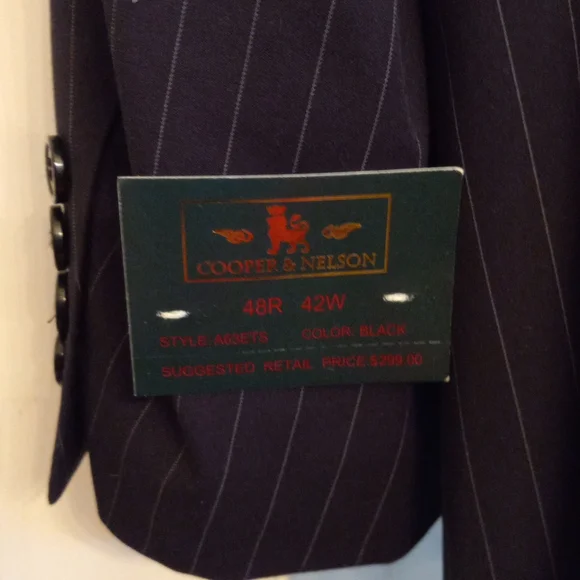 COOPER & NELSON
48R 42W
STYLE: COLOR: BLACK
SUGGESTED RETAIL PRICE $299.00